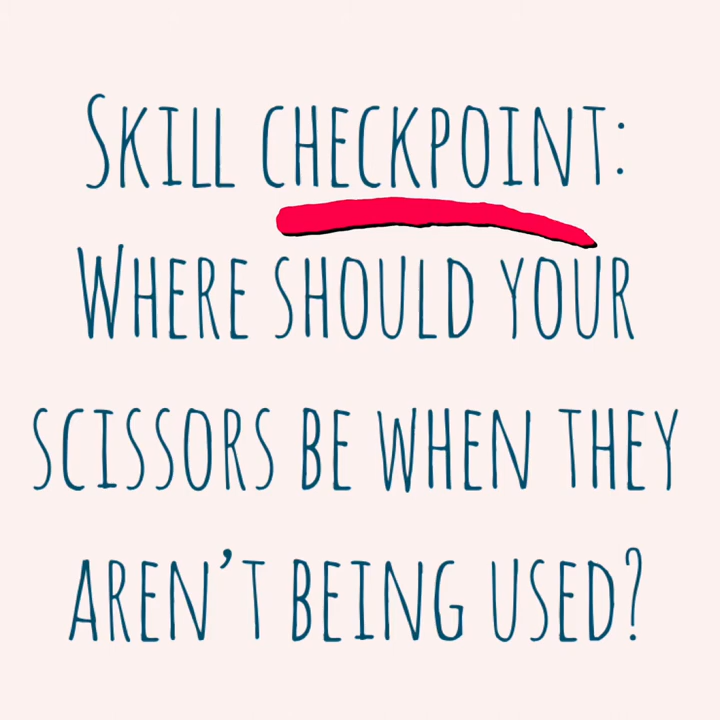 Skill checkpoint:
Where should your
scissors be when they
aren’t being used?